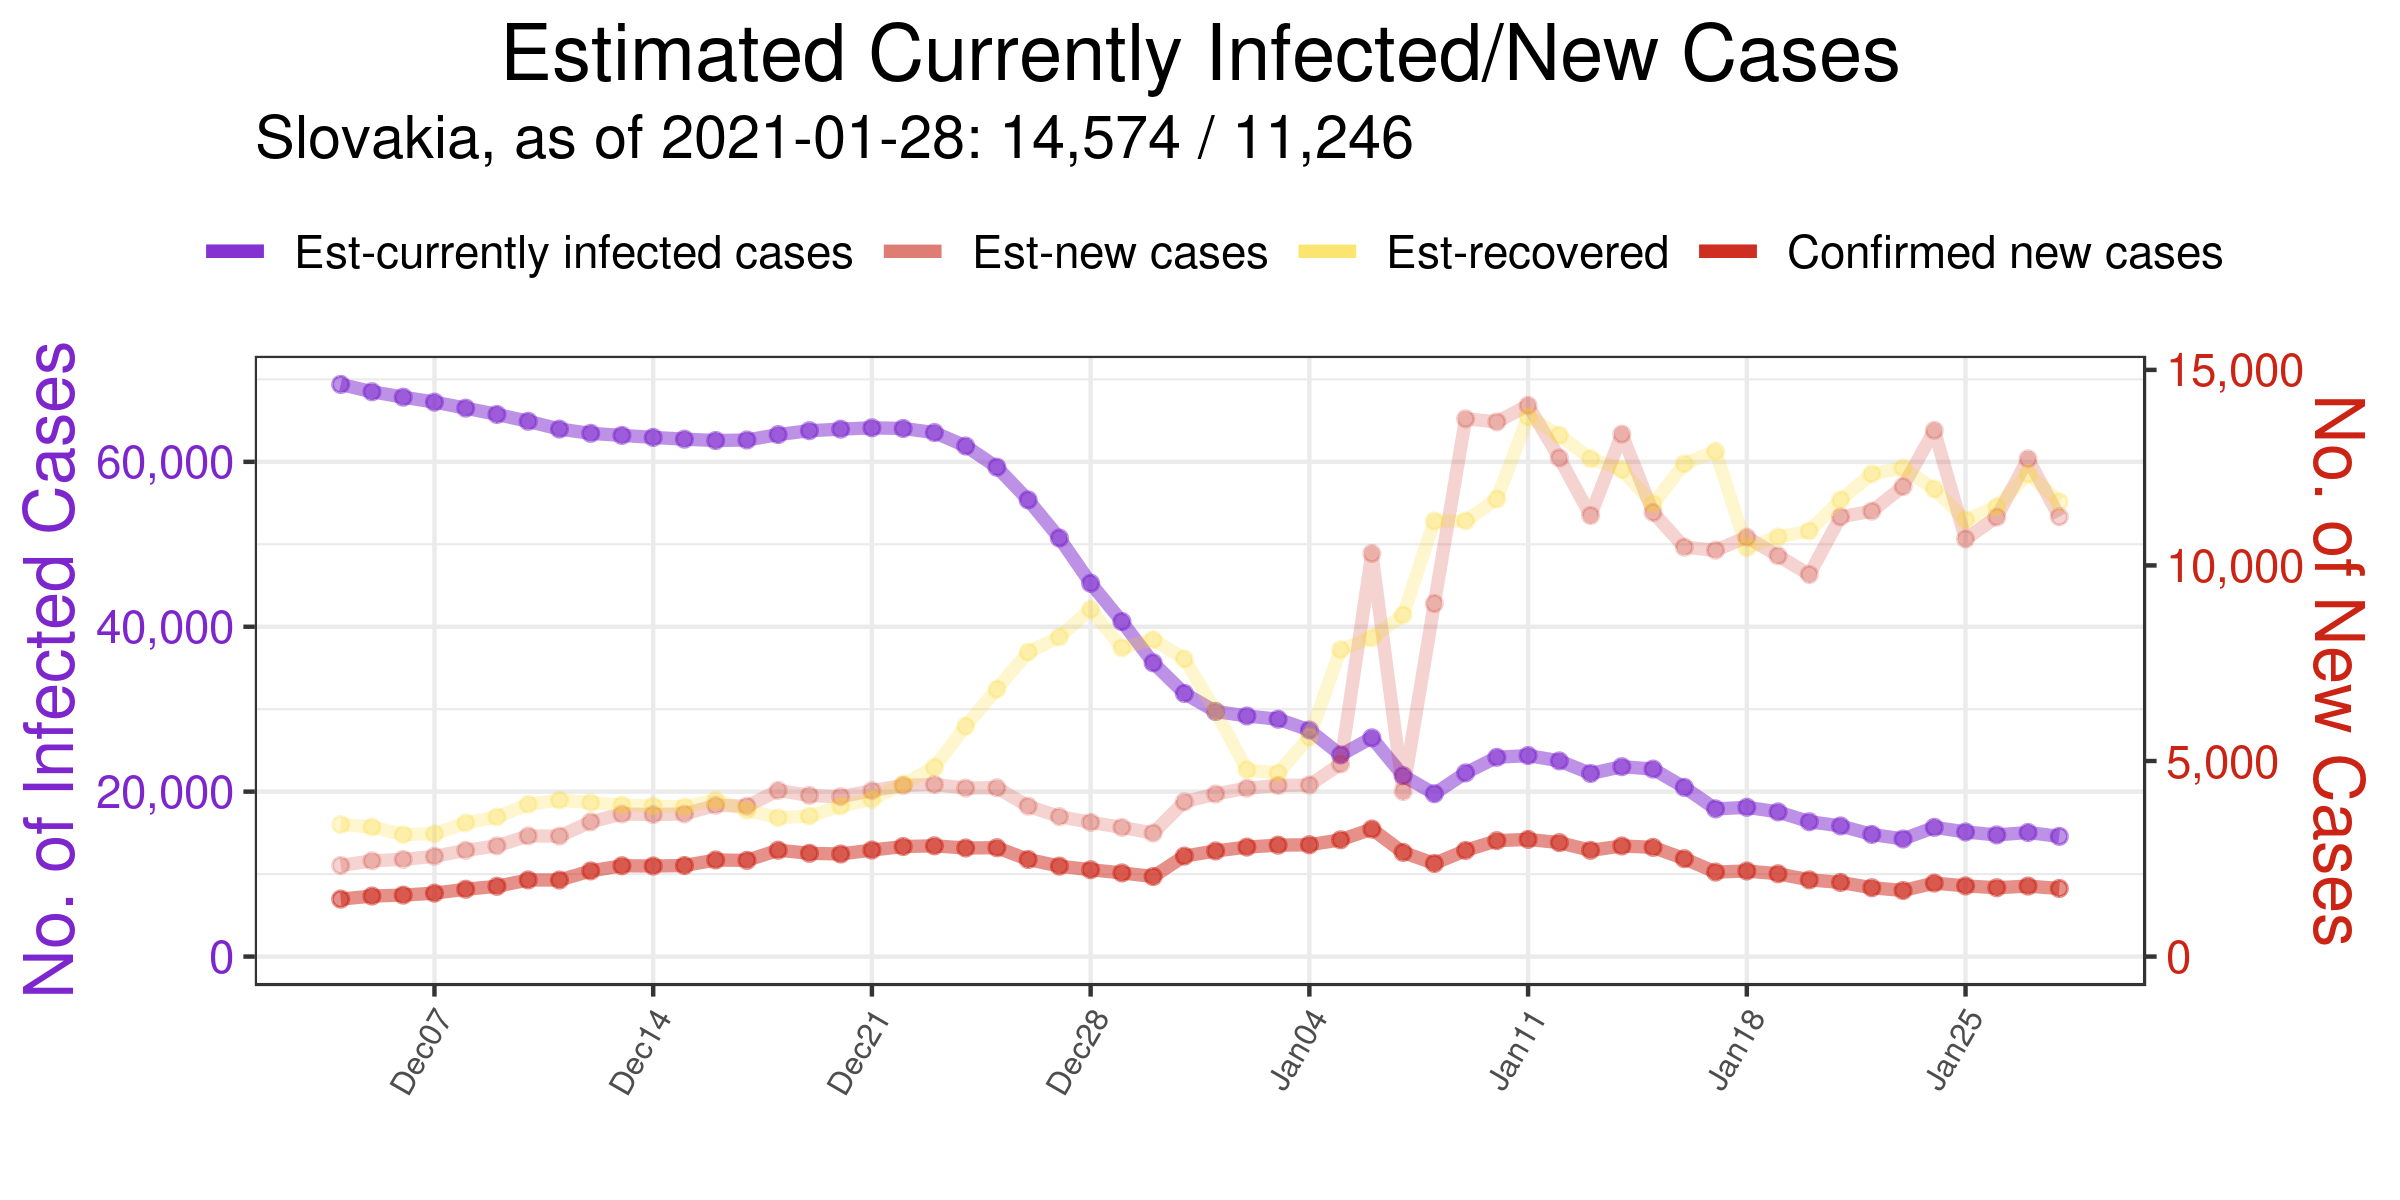 Estimated Currently Infected/New Cases
Slovakia, as of 2021-01-28: 14,574 / 11,246
Est-currently infected cases Est-new cases Est-recovered Confirmed new cases
No. of Infected Cases
60,000
40,000
20,000
0
15,000
10,000
5,000
0
No. of New Cases
Dec07 Dec14 Dec21 Dec28 Jan04 Jan11 Jan18 Jan25